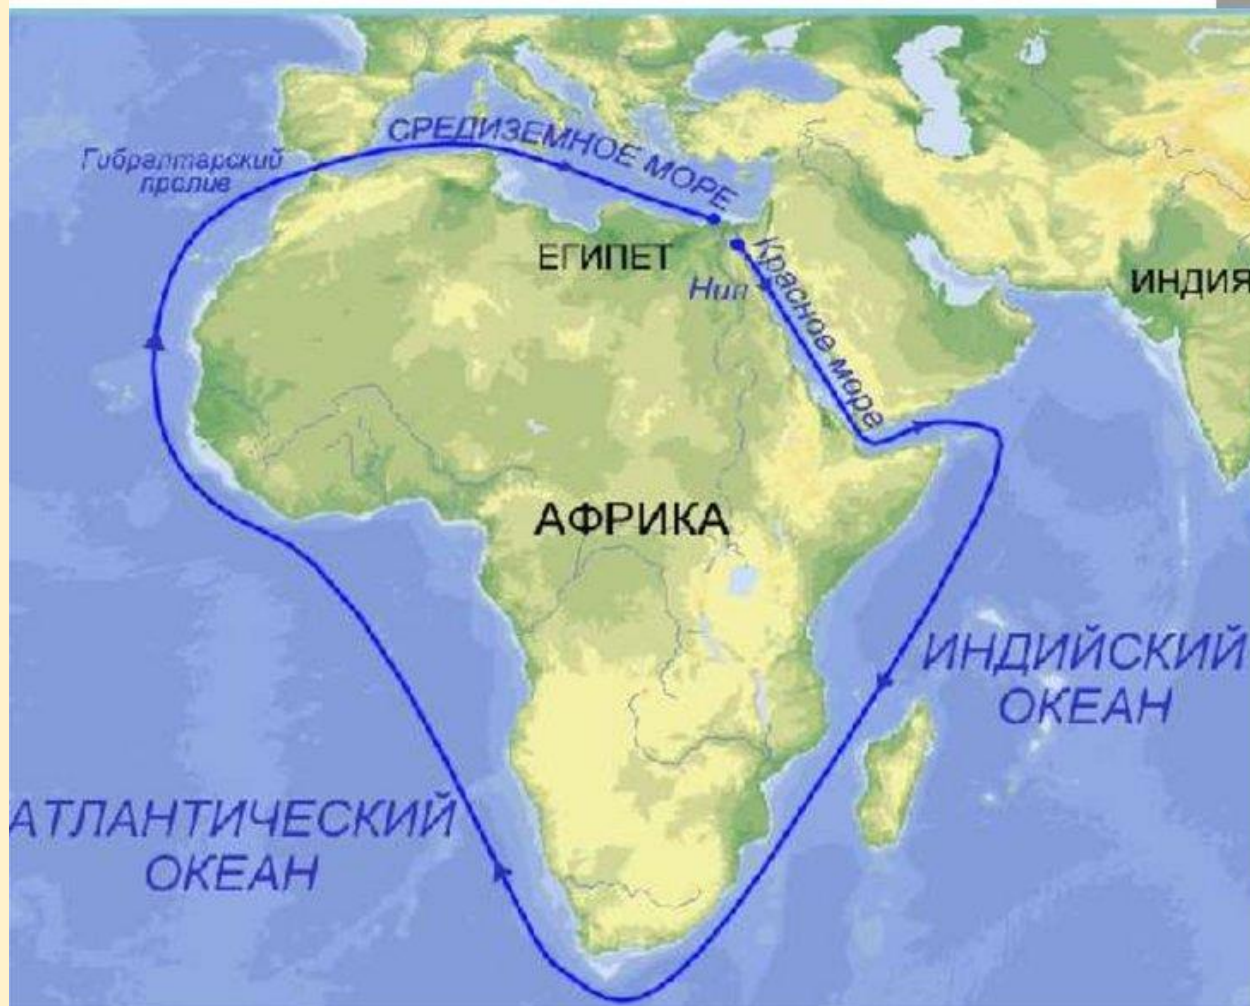 СРЕДИЗЕМНОЕ МОРЕ
Гибралтарский
пролив
ЕГИПЕТ
Нил
Красное море
ИНДИЯ
АФРИКА
ИНДИЙСКИЙ
ОКЕАН
АТЛАНТИЧЕСКИЙ
ОКЕАН